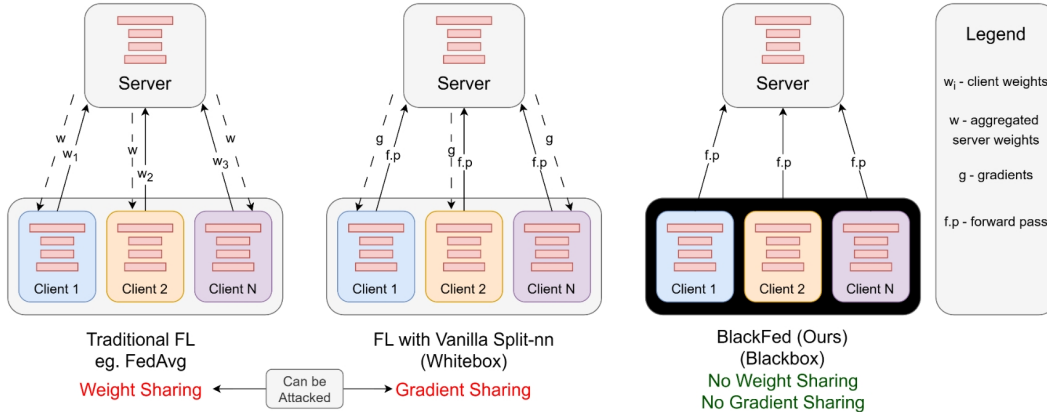 Server
w
w₁
w
w₂
w
w₃
Client 1
Client 2
Client N
Traditional FL
eg. FedAvg
Weight Sharing
Server
g
f.p
g
f.p
g
f.p
Client 1
Client 2
Client N
FL with Vanilla Split-nn
(Whitebox)
Gradient Sharing
Can be
Attacked
Server
f.p
f.p
f.p
Client 1
Client 2
Client N
BlackFed (Ours)
(Blackbox)
No Weight Sharing
No Gradient Sharing
Legend
wᵢ - client weights
w - aggregated
server weights
g - gradients
f.p - forward pass